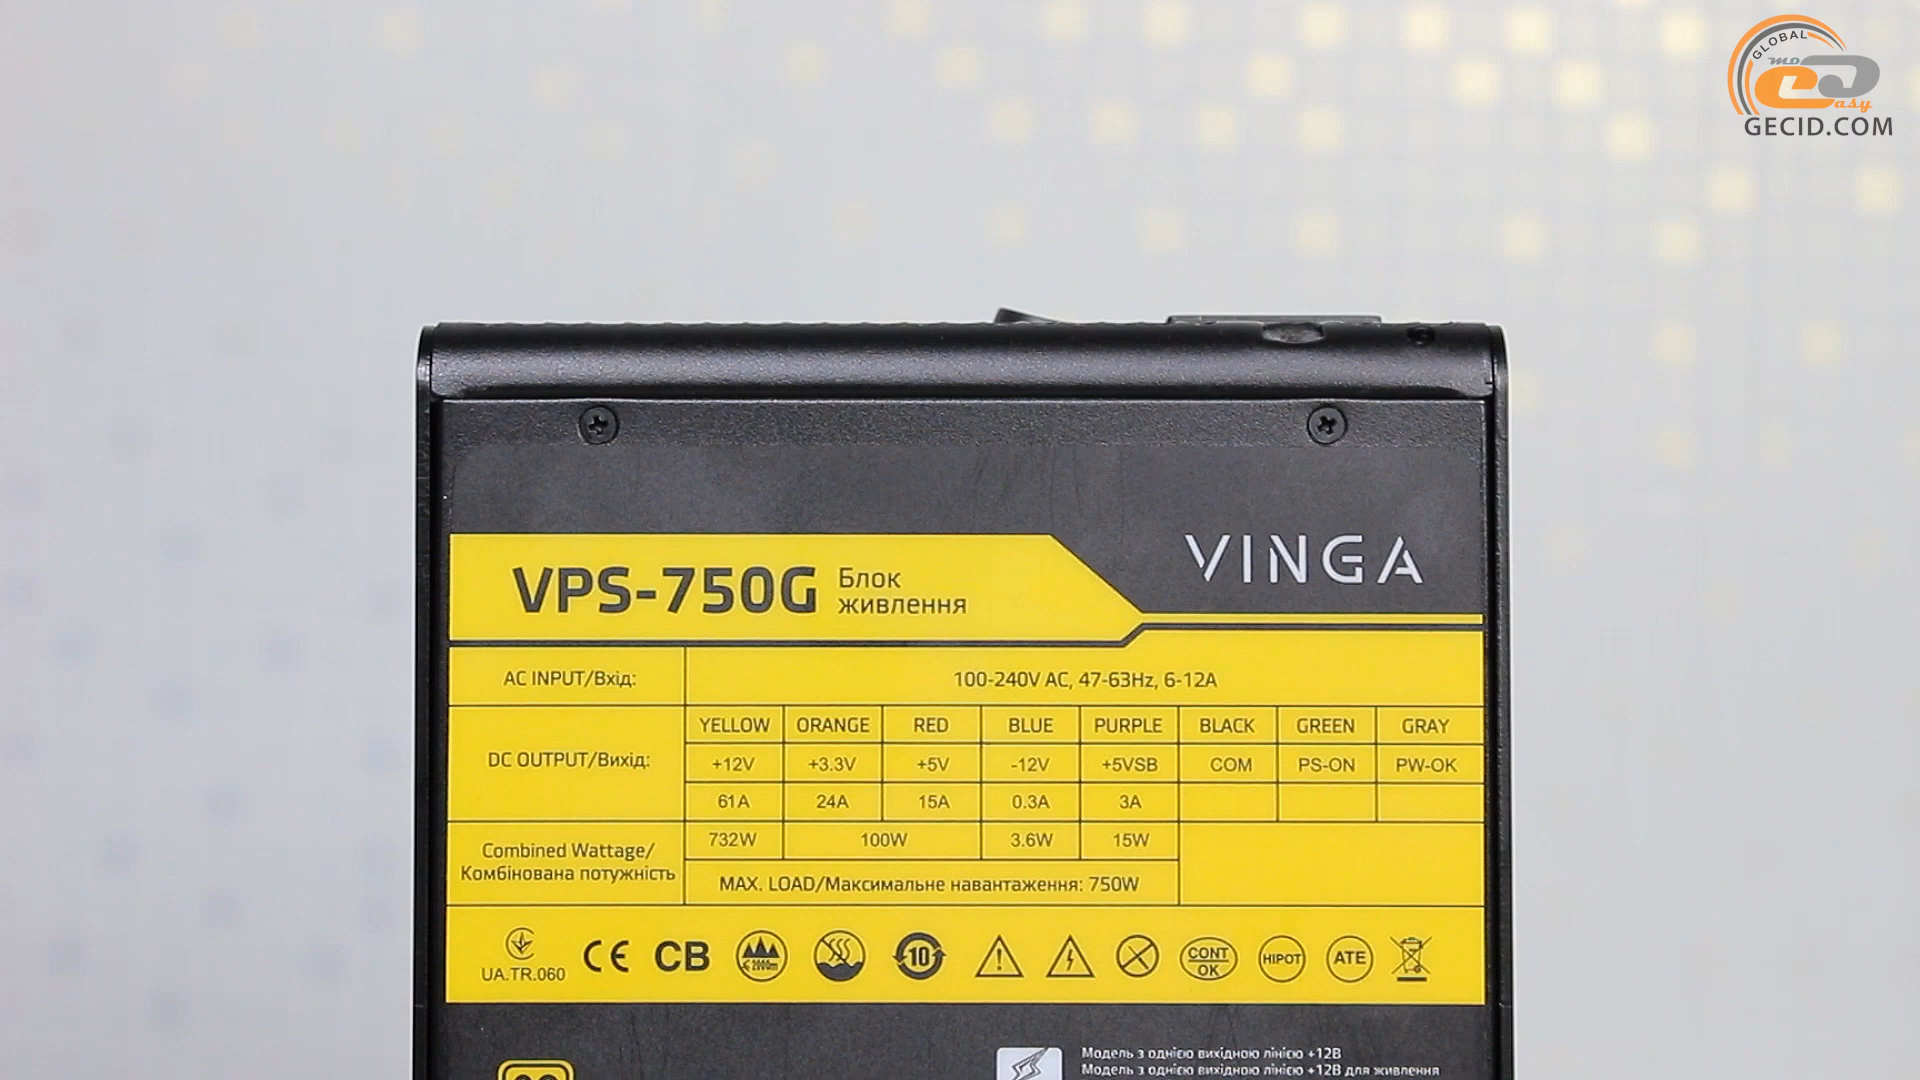 GLOBAL
mo
asy
GECID.COM
VINGA
VPS-750G Блок
живлення
AC INPUT/Вхід: 100-240V AC, 47-63Hz, 6-12A
YELLOW ORANGE RED BLUE PURPLE BLACK GREEN GRAY
DC OUTPUT/Вихід: +12V +3.3V +5V -12V +5VSB COM PS-ON PW-OK
61A 24A 15A 0.3A 3A
Combined Wattage/
Комбінована потужність
732W 100W 3.6W 15W
MAX. LOAD/Максимальне навантаження: 750W
UA.TR.060 CE CB 10 CONT OK HIPOT ATE
Модель з однією вихідною лінією +12В
Модель з однією вихідною лінією +12В для живлення